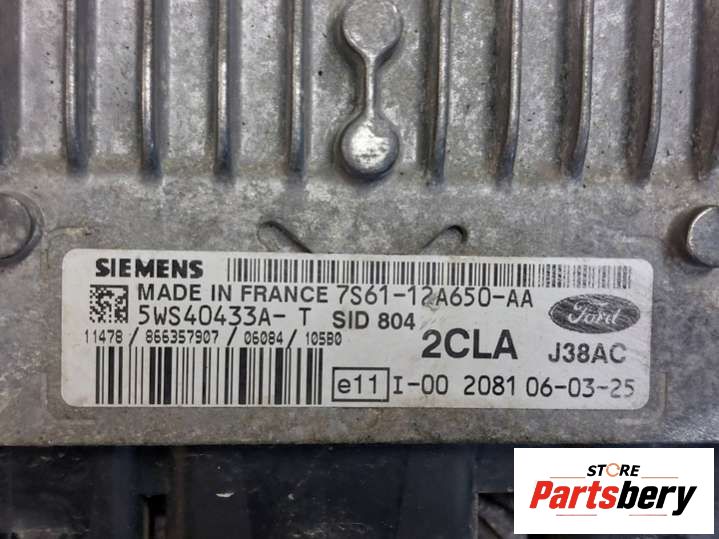 SIEMENS
MADE IN FRANCE 7S61-12A650-AA
5WS40433A-T SID 804
Ford
11478 / 866357907 / 06084 / 10580
2CLA J38AC
e11 I-00 2081 06-03-25
STORE
Partsbery